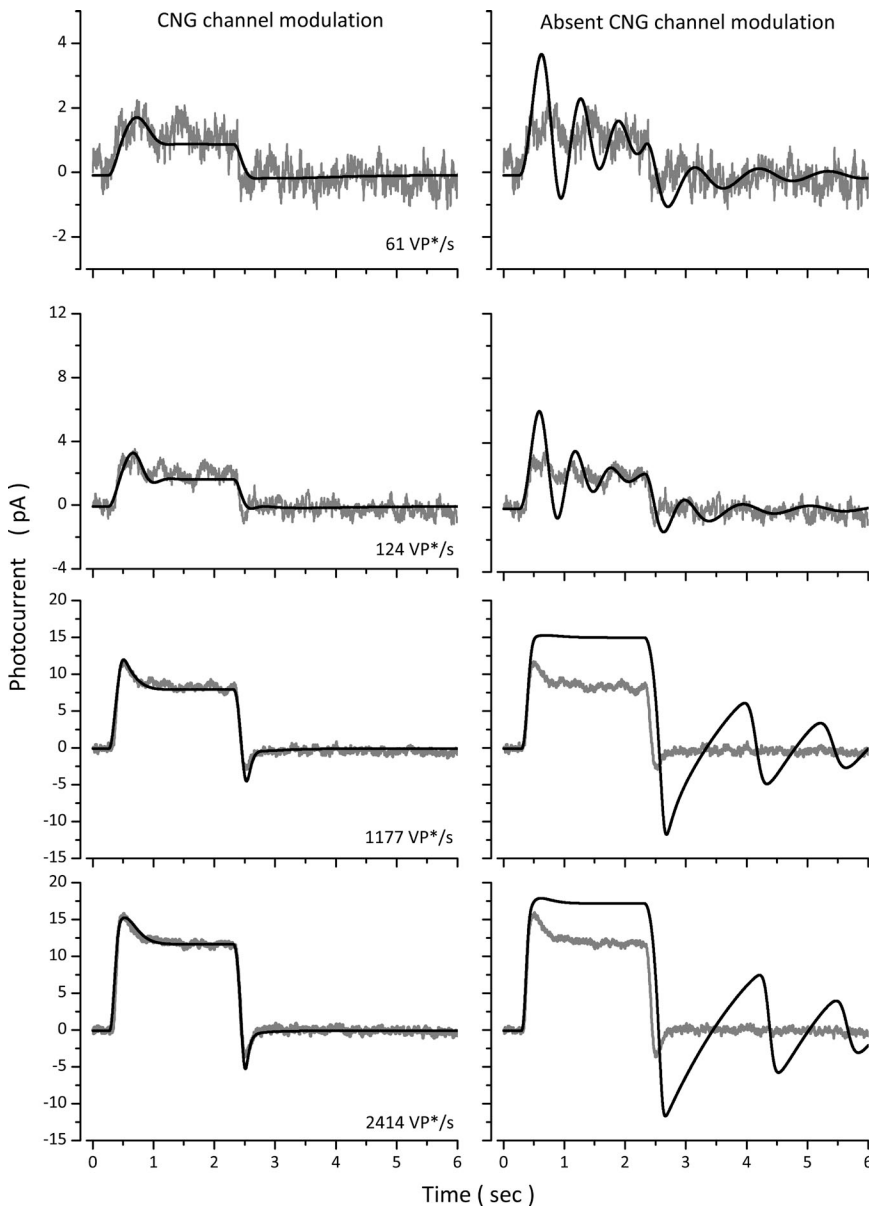 CNG channel modulation
Absent CNG channel modulation
Photocurrent ( pA )
4
2
0
-2
61 VP*/s
12
8
4
0
-4
124 VP*/s
20
15
10
5
0
-5
-10
-15
1177 VP*/s
20
15
10
5
0
-5
-10
-15
2414 VP*/s
0 1 2 3 4 5 6
0 1 2 3 4 5 6
Time ( sec )